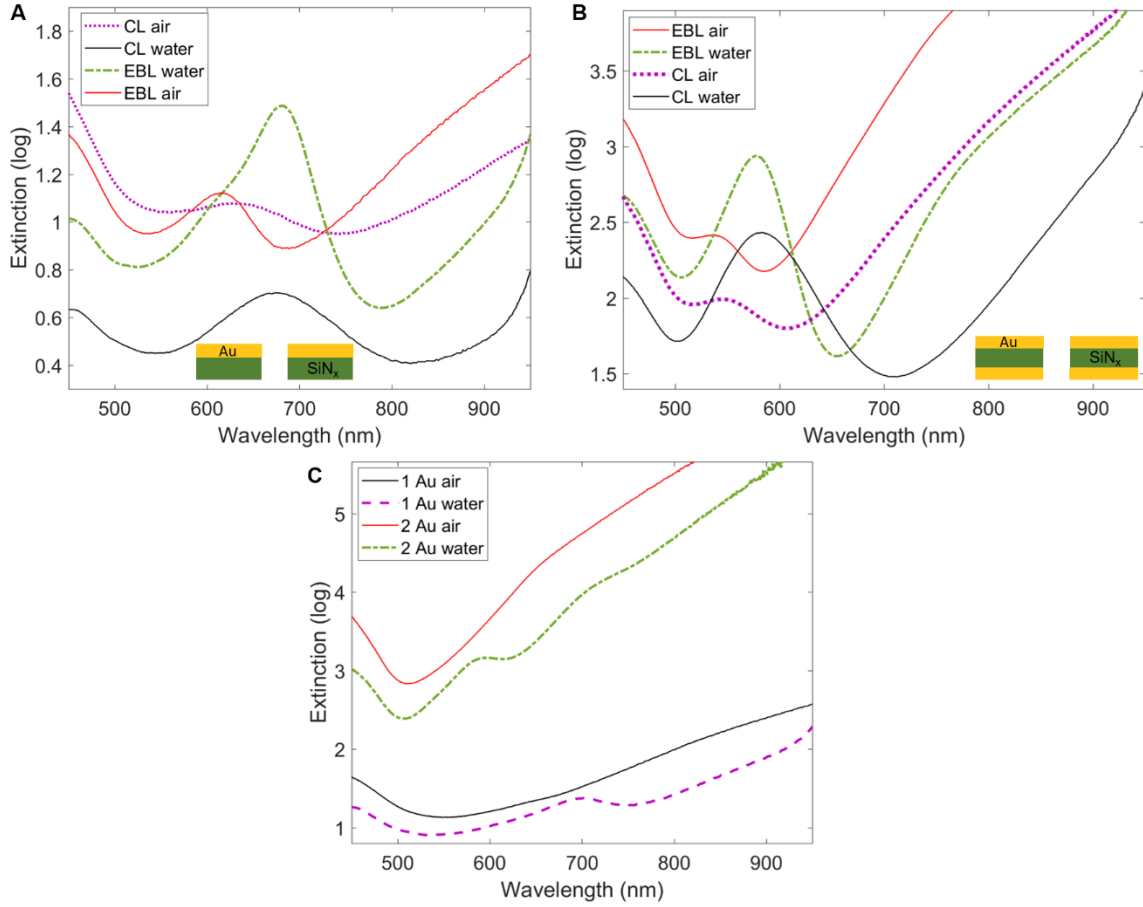 A
CL air
CL water
EBL water
EBL air
1.8
1.6
1.4
1.2
1
0.8
0.6
0.4
Extinction (log)
Au
SiNx
500 600 700 800 900
Wavelength (nm)
B
EBL air
EBL water
CL air
CL water
3.5
3
2.5
2
1.5
Extinction (log)
Au
SiNx
500 600 700 800 900
Wavelength (nm)
C
1 Au air
1 Au water
2 Au air
2 Au water
5
4
3
2
1
Extinction (log)
500 600 700 800 900
Wavelength (nm)